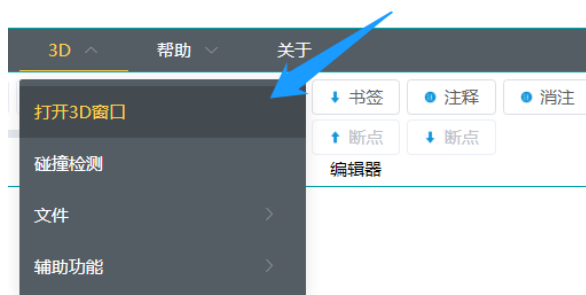 3D 帮助 关于
打开3D窗口
书签 注释 消注
碰撞检测
断点 断点
编辑器
文件
辅助功能